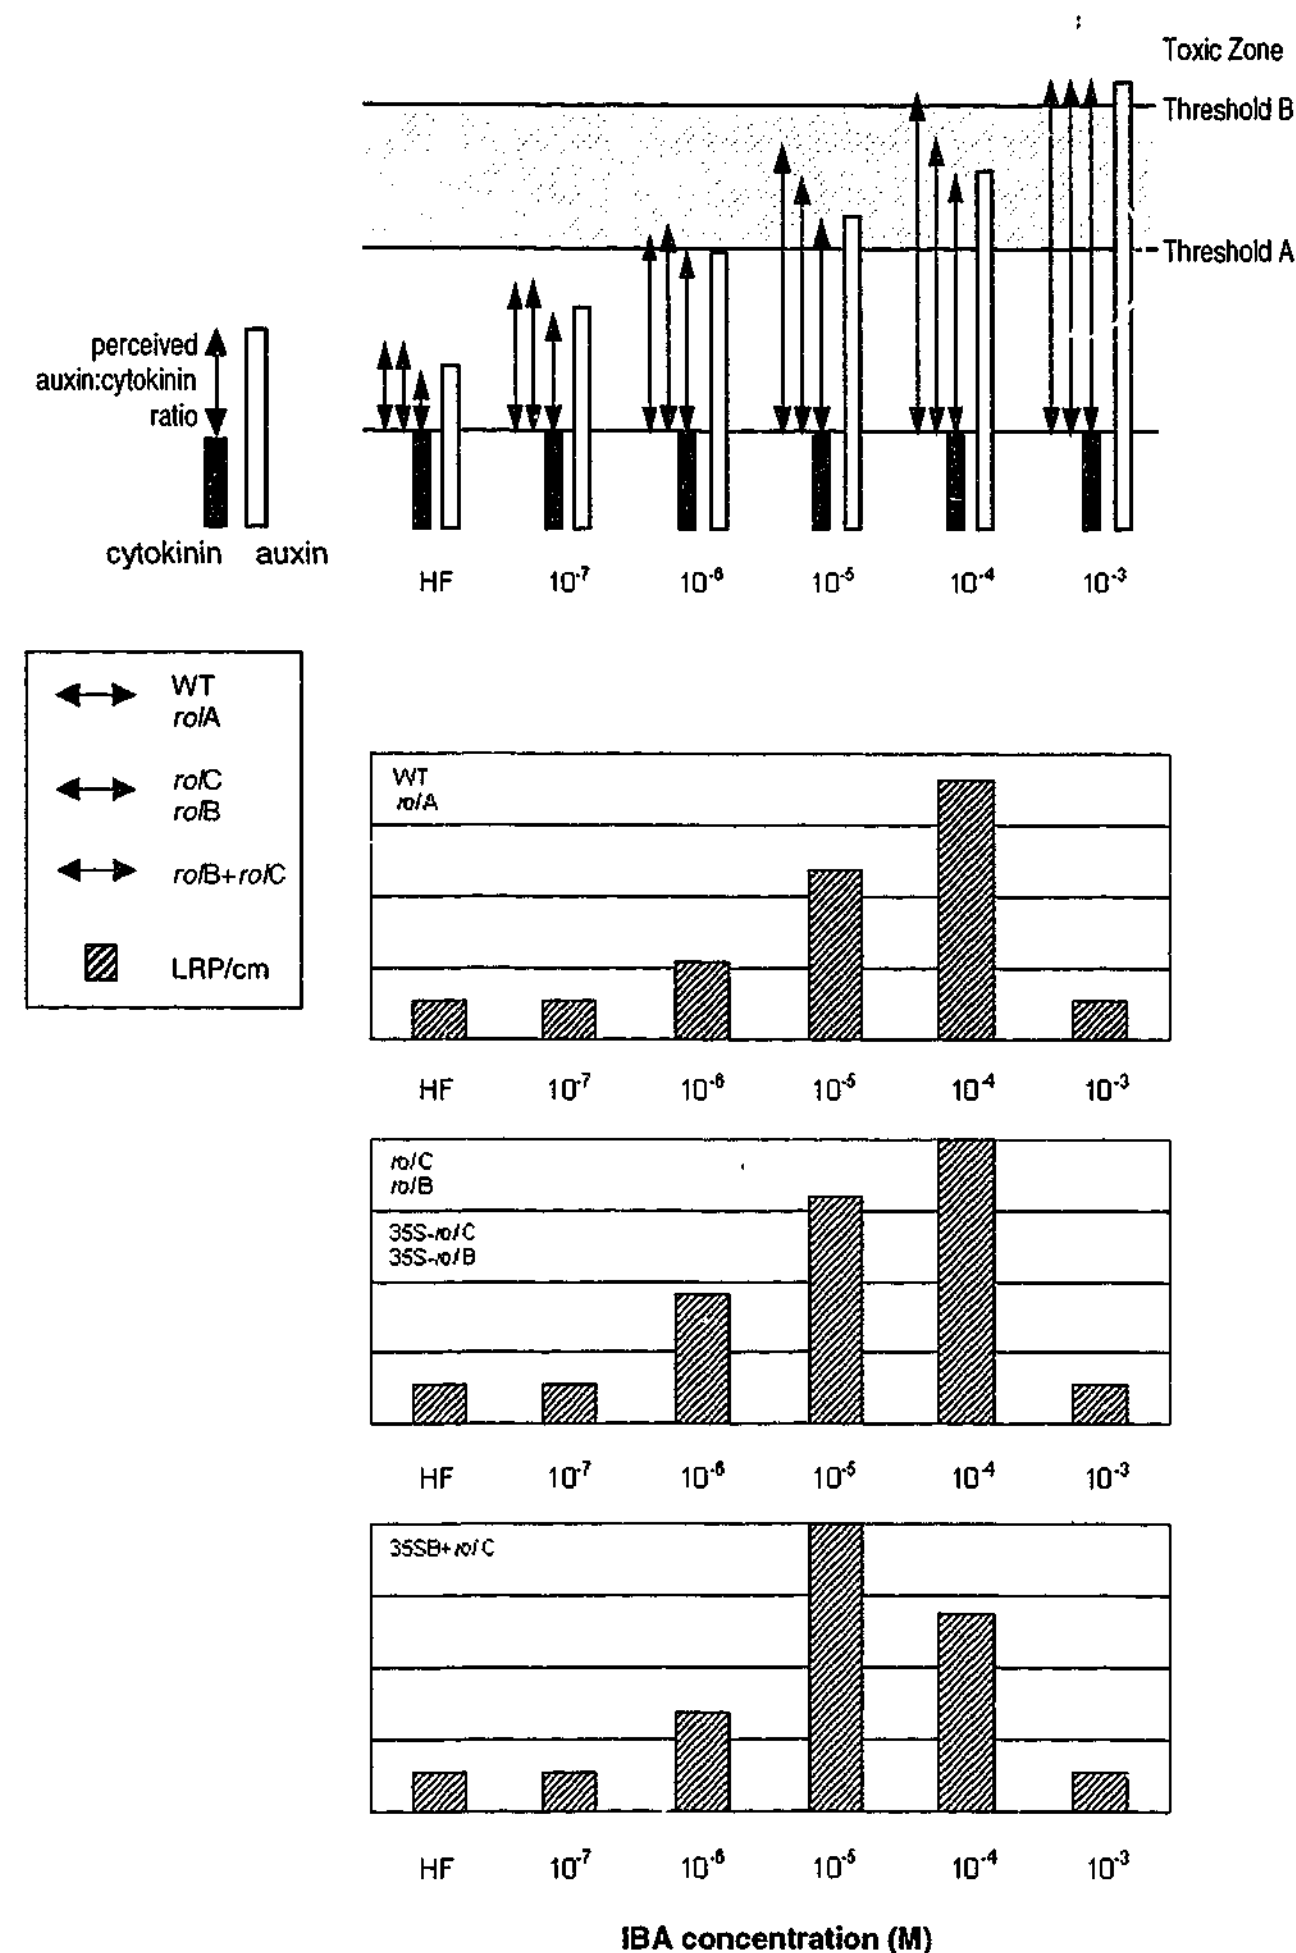 Toxic Zone
Threshold B
Threshold A
perceived
auxin:cytokinin
ratio
cytokinin auxin
HF 10⁻⁷ 10⁻⁶ 10⁻⁵ 10⁻⁴ 10⁻³
WT
rolA
rolC
rolB
rolB+rolC
LRP/cm
WT
rolA
HF 10⁻⁷ 10⁻⁶ 10⁻⁵ 10⁻⁴ 10⁻³
rolC
rolB
35S-rolC
35S-rolB
HF 10⁻⁷ 10⁻⁶ 10⁻⁵ 10⁻⁴ 10⁻³
35SB+rolC
HF 10⁻⁷ 10⁻⁶ 10⁻⁵ 10⁻⁴ 10⁻³
IBA concentration (M)